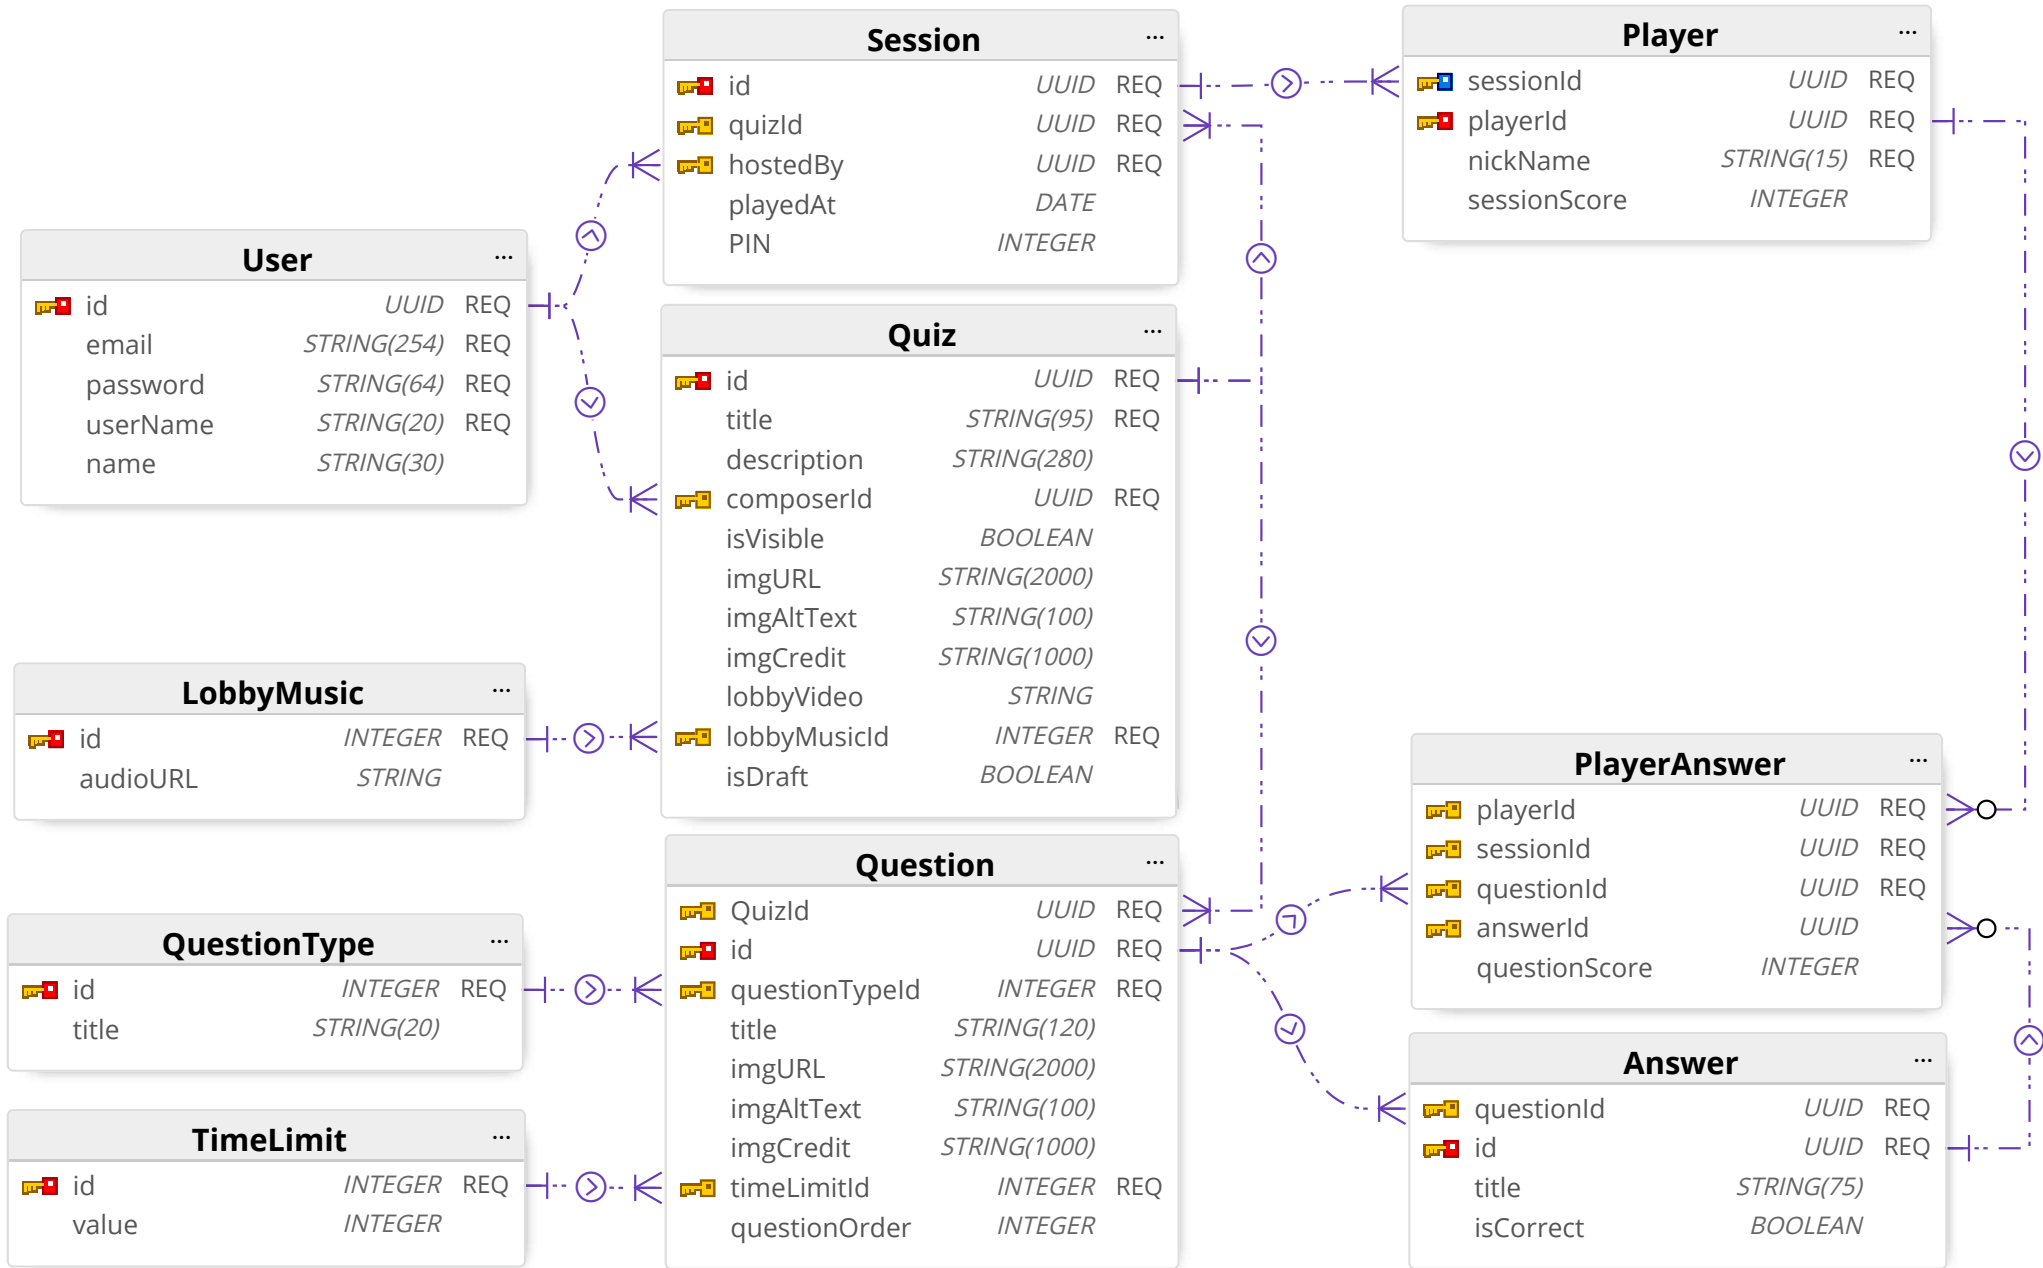 Session ...
id UUID REQ
quizId UUID REQ
hostedBy UUID REQ
playedAt DATE
PIN INTEGER
Player ...
sessionId UUID REQ
playerId UUID REQ
nickName STRING(15) REQ
sessionScore INTEGER
User ...
id UUID REQ
email STRING(254) REQ
password STRING(64) REQ
userName STRING(20) REQ
name STRING(30)
Quiz ...
id UUID REQ
title STRING(95) REQ
description STRING(280)
composerId UUID REQ
isVisible BOOLEAN
imgURL STRING(2000)
imgAltText STRING(100)
imgCredit STRING(1000)
lobbyVideo STRING
lobbyMusicId INTEGER REQ
isDraft BOOLEAN
LobbyMusic ...
id INTEGER REQ
audioURL STRING
PlayerAnswer ...
playerId UUID REQ
sessionId UUID REQ
questionId UUID REQ
answerId UUID
questionScore INTEGER
Question ...
QuizId UUID REQ
id UUID REQ
questionTypeId INTEGER REQ
title STRING(120)
imgURL STRING(2000)
imgAltText STRING(100)
imgCredit STRING(1000)
timeLimitId INTEGER REQ
questionOrder INTEGER
QuestionType ...
id INTEGER REQ
title STRING(20)
Answer ...
questionId UUID REQ
id UUID REQ
title STRING(75)
isCorrect BOOLEAN
TimeLimit ...
id INTEGER REQ
value INTEGER